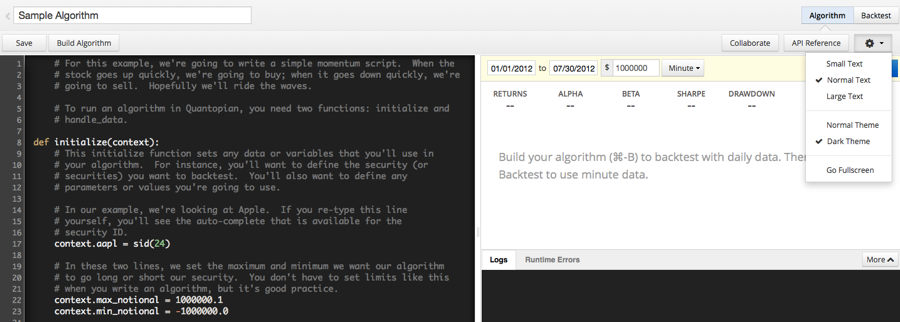 Sample Algorithm
Algorithm
Backtest
Save
Build Algorithm
Collaborate
API Reference
1 # For this example, we're going to write a simple momentum script.  When the
2 # stock goes up quickly, we're going to buy; when it goes down quickly, we're
3 # going to sell.  Hopefully we'll ride the waves.
4
5 # To run an algorithm in Quantopian, you need two functions: initialize and
6 # handle_data.
7
8 def initialize(context):
9 # This initialize function sets any data or variables that you'll use in
10 # your algorithm.  For instance, you'll want to define the security (or
11 # securities) you want to backtest.  You'll also want to define any
12 # parameters or values you're going to use.
13
14 # In our example, we're looking at Apple.  If you re-type this line
15 # yourself, you'll see the auto-complete that is available for the
16 # security ID.
17 context.aapl = sid(24)
18
19 # In these two lines, we set the maximum and minimum we want our algorithm
20 # to go long or short our security.  You don't have to set limits like this
21 # when you write an algorithm, but it's good practice.
22 context.max_notional = 1000000.1
23 context.min_notional = -1000000.0
01/01/2012 to 07/30/2012 $ 1000000 Minute
RETURNS ALPHA BETA SHARPE DRAWDOWN
-- -- -- -- --
Build your algorithm (⌘-B) to backtest with daily data.
Backtest to use minute data.
Small Text
✓ Normal Text
Large Text
Normal Theme
✓ Dark Theme
Go Fullscreen
Logs
Runtime Errors
More